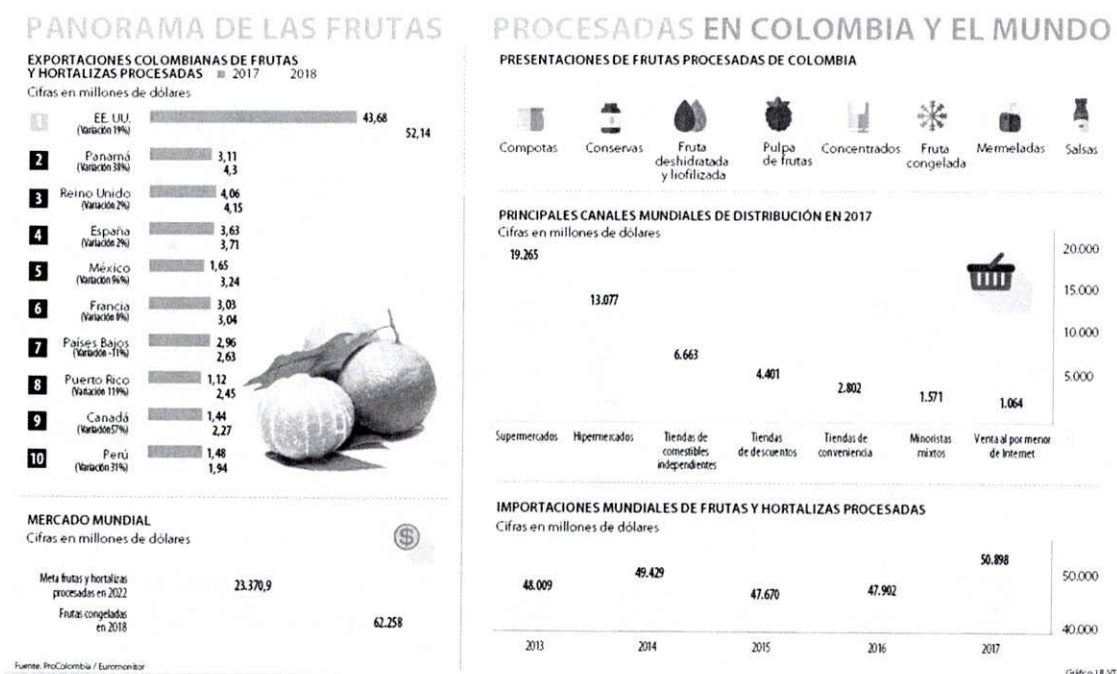 PANORAMA DE LAS FRUTAS PROCESADAS EN COLOMBIA Y EL MUNDO
EXPORTACIONES COLOMBIANAS DE FRUTAS
Y HORTALIZAS PROCESADAS 2017 2018
Cifras en millones de dólares
1 EE. UU. 43,68
(Variación 19%) 52,14
2 Panamá 3,11
(Variación 38%) 4,3
3 Reino Unido 4,06
(Variación 2%) 4,15
4 España 3,63
(Variación 2%) 3,71
5 México 1,65
(Variación 96%) 3,24
6 Francia 3,03
(Variación 0%) 3,04
7 Países Bajos 2,96
(Variación -11%) 2,63
8 Puerto Rico 1,12
(Variación 119%) 2,45
9 Canadá 1,44
(Variación 57%) 2,27
10 Perú 1,48
(Variación 31%) 1,94
MERCADO MUNDIAL
Cifras en millones de dólares
$
Meta frutas y hortalizas
procesadas en 2022 23.370,9
Frutas congeladas
en 2018 62.258
Fuente: ProColombia / Euromonitor
PRESENTACIONES DE FRUTAS PROCESADAS DE COLOMBIA
Compotas
Conservas
Fruta
deshidratada
y liofilizada
Pulpa
de frutas
Concentrados
Fruta
congelada
Mermeladas
Salsas
PRINCIPALES CANALES MUNDIALES DE DISTRIBUCIÓN EN 2017
Cifras en millones de dólares
19.265
13.077
6.663
4.401
2.802
1.571
1.064
20.000
15.000
10.000
5.000
Supermercados
Hipermercados
Tiendas de
comestibles
independientes
Tiendas
de descuentos
Tiendas de
conveniencia
Minoristas
mixtos
Venta al por menor
de Internet
IMPORTACIONES MUNDIALES DE FRUTAS Y HORTALIZAS PROCESADAS
Cifras en millones de dólares
48.009
49.429
47.670
47.902
50.898
50.000
40.000
2013 2014 2015 2016 2017
Gráfico: LR-VT